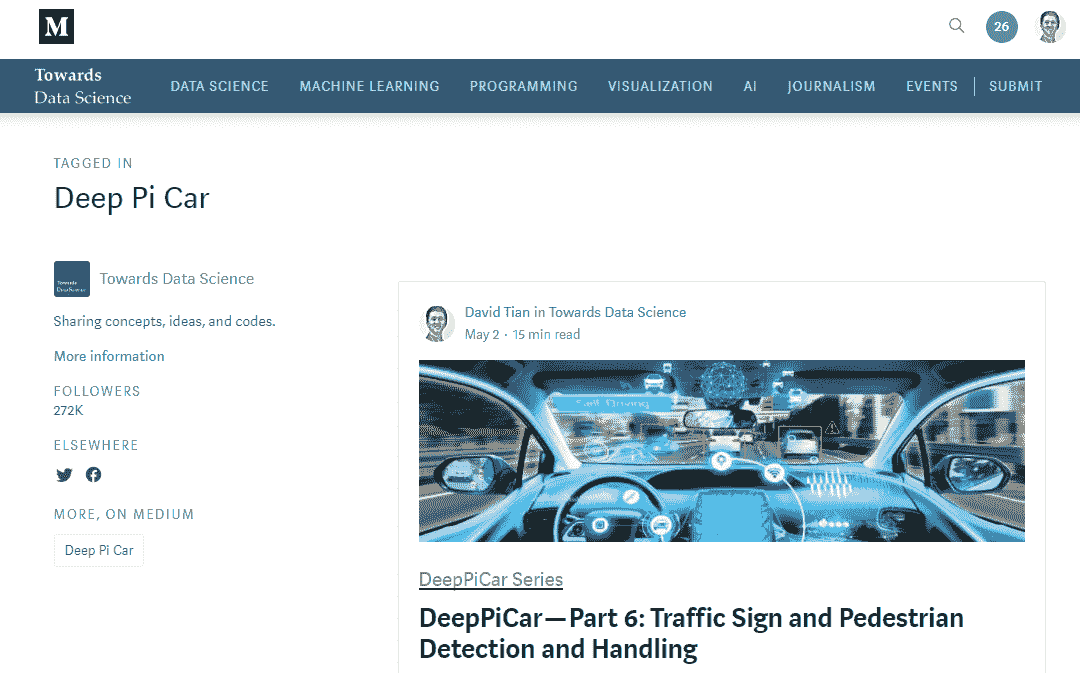 M
26
Towards
Data Science
DATA SCIENCE MACHINE LEARNING PROGRAMMING VISUALIZATION AI JOURNALISM EVENTS SUBMIT
TAGGED IN
Deep Pi Car
Towards
Data Science
Towards Data Science
Sharing concepts, ideas, and codes.
More information
FOLLOWERS
272K
ELSEWHERE
MORE, ON MEDIUM
Deep Pi Car
David Tian in Towards Data Science
May 2 · 15 min read
Self Driving
DeepPiCar Series
DeepPiCar—Part 6: Traffic Sign and Pedestrian
Detection and Handling